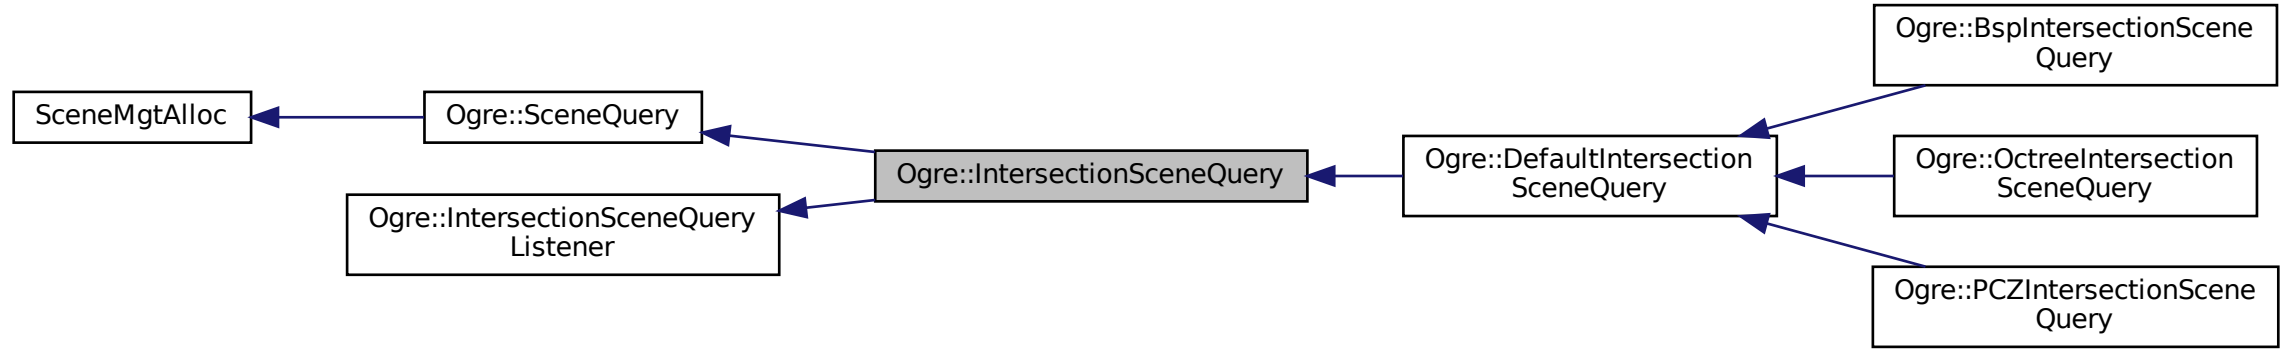 SceneMgtAlloc
Ogre::SceneQuery
Ogre::IntersectionSceneQuery
Listener
Ogre::IntersectionSceneQuery
Ogre::DefaultIntersection
SceneQuery
Ogre::BspIntersectionScene
Query
Ogre::OctreeIntersection
SceneQuery
Ogre::PCZIntersectionScene
Query